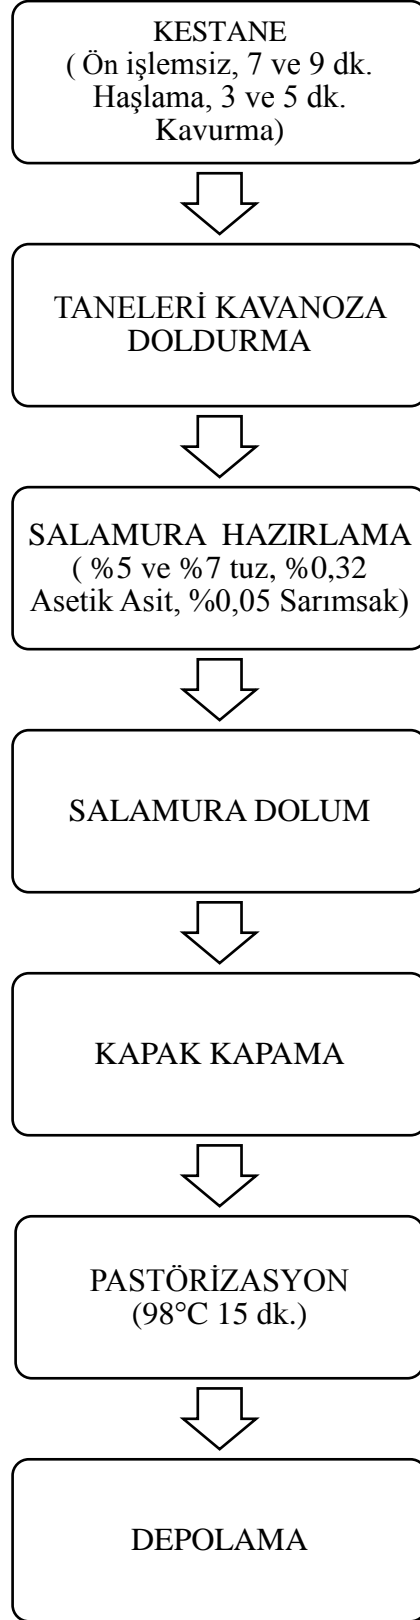 KESTANE
( Ön işlemsiz, 7 ve 9 dk.
Haşlama, 3 ve 5 dk.
Kavurma)
TANELERİ KAVANOZA
DOLDURMA
SALAMURA HAZIRLAMA
( %5 ve %7 tuz, %0,32
Asetik Asit, %0,05 Sarımsak)
SALAMURA DOLUM
KAPAK KAPAMA
PASTÖRİZASYON
(98°C 15 dk.)
DEPOLAMA